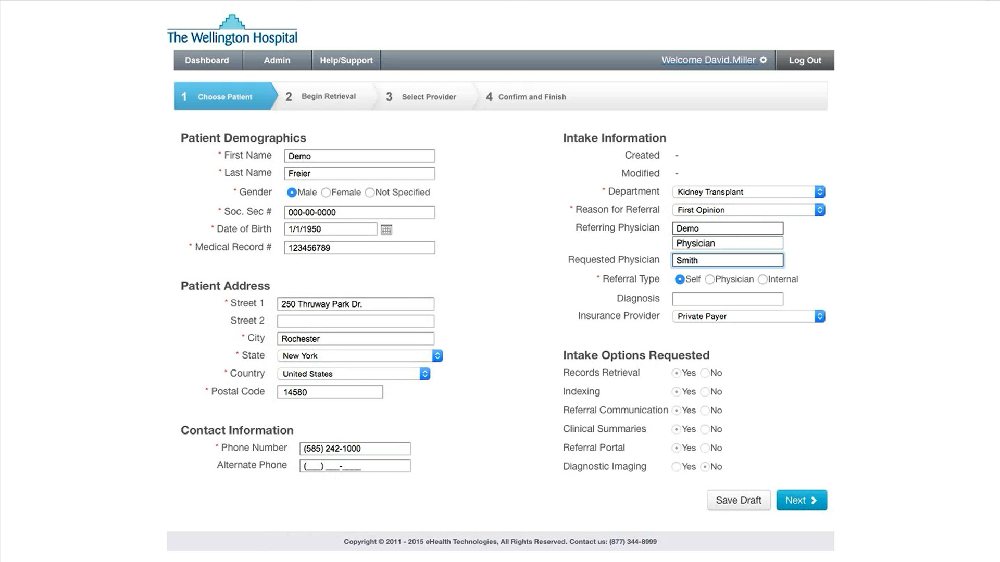 The Wellington Hospital
Dashboard Admin Help/Support Welcome David.Miller Log Out
1 Choose Patient 2 Begin Retrieval 3 Select Provider 4 Confirm and Finish
Patient Demographics
* First Name Demo
* Last Name Freier
* Gender Male Female Not Specified
* Soc. Sec # 000-00-0000
* Date of Birth 1/1/1950
* Medical Record # 123456789
Patient Address
* Street 1 250 Thruway Park Dr.
Street 2
* City Rochester
* State New York
* Country United States
* Postal Code 14580
Contact Information
* Phone Number (585) 242-1000
Alternate Phone (___) ___-____
Intake Information
Created -
Modified -
* Department Kidney Transplant
* Reason for Referral First Opinion
Referring Physician Demo
Physician
Requested Physician Smith
* Referral Type Self Physician Internal
Diagnosis
Insurance Provider Private Payer
Intake Options Requested
Records Retrieval Yes No
Indexing Yes No
Referral Communication Yes No
Clinical Summaries Yes No
Referral Portal Yes No
Diagnostic Imaging Yes No
Save Draft Next
Copyright © 2011 - 2015 eHealth Technologies, All Rights Reserved. Contact us: (877) 344-8999